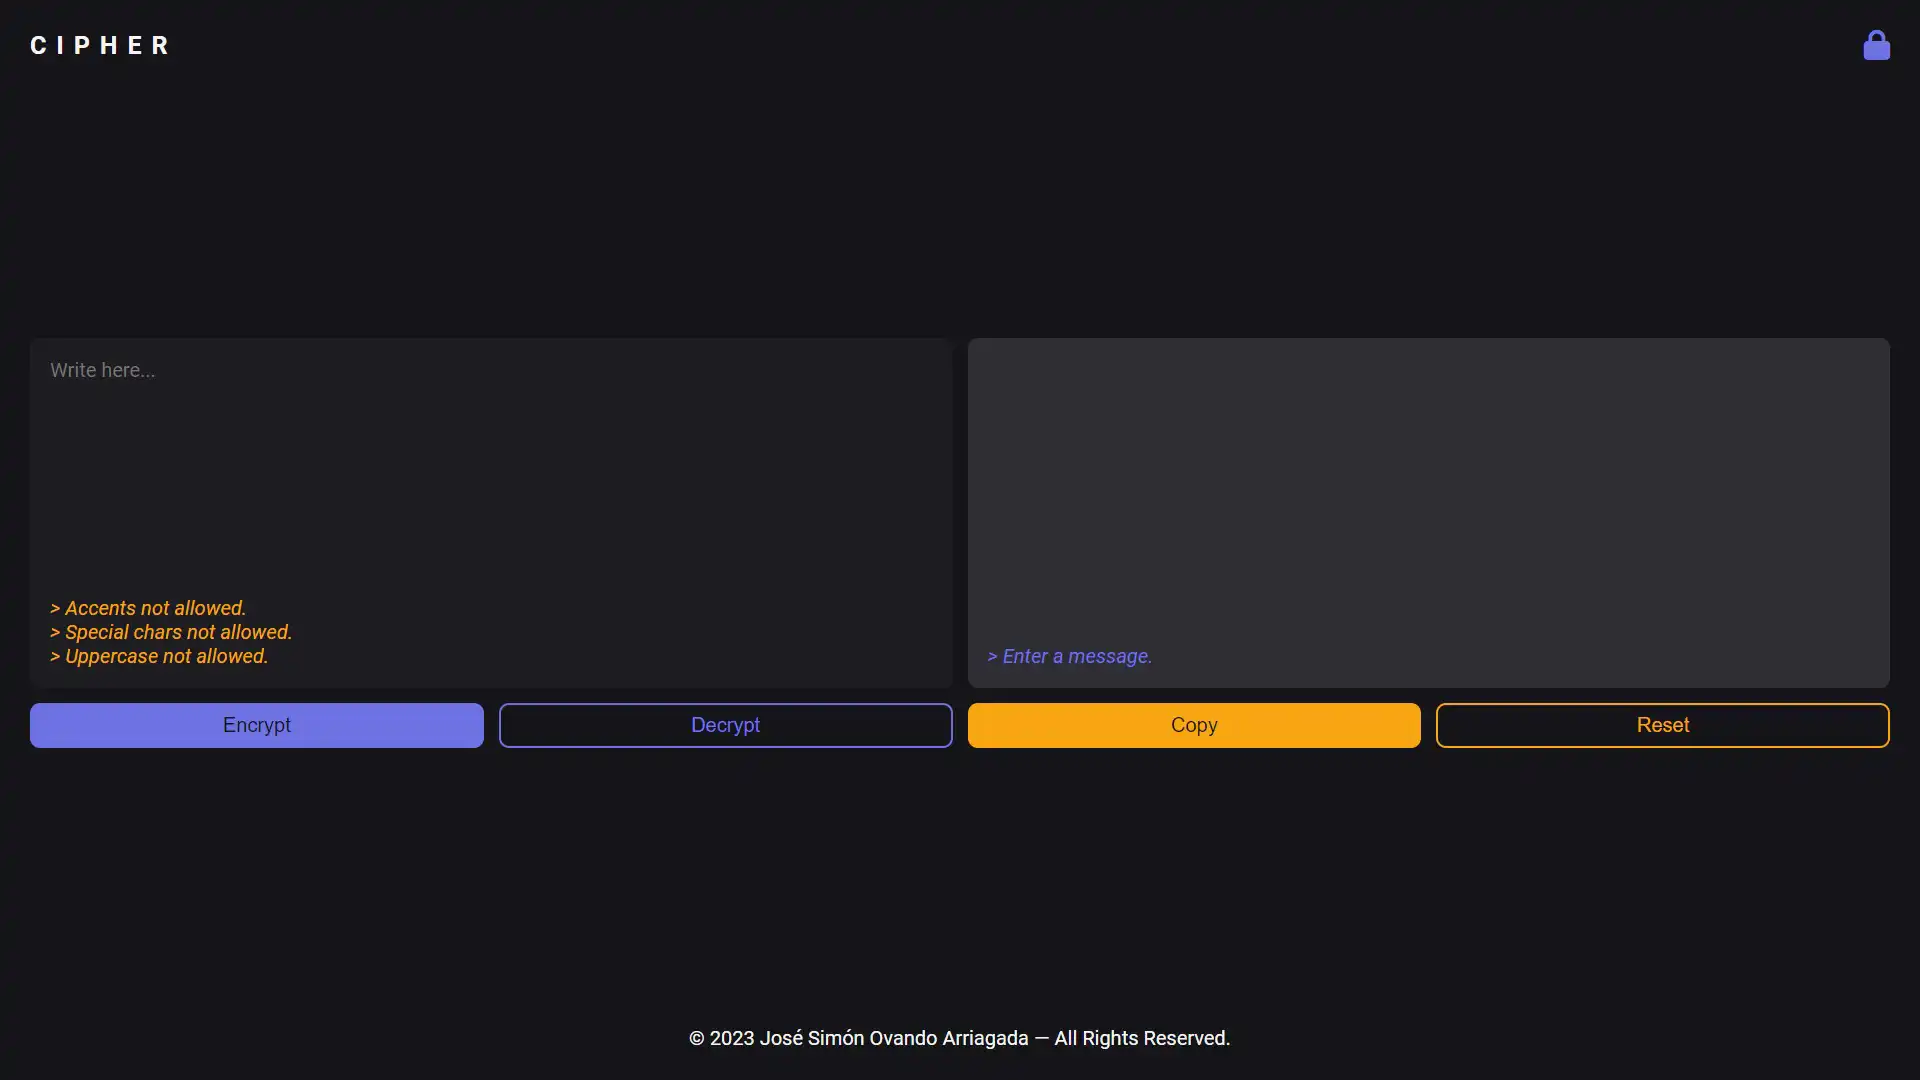 CIPHER
Write here...
> Accents not allowed.
> Special chars not allowed.
> Uppercase not allowed.
> Enter a message.
Encrypt
Decrypt
Copy
Reset
© 2023 José Simón Ovando Arriagada — All Rights Reserved.